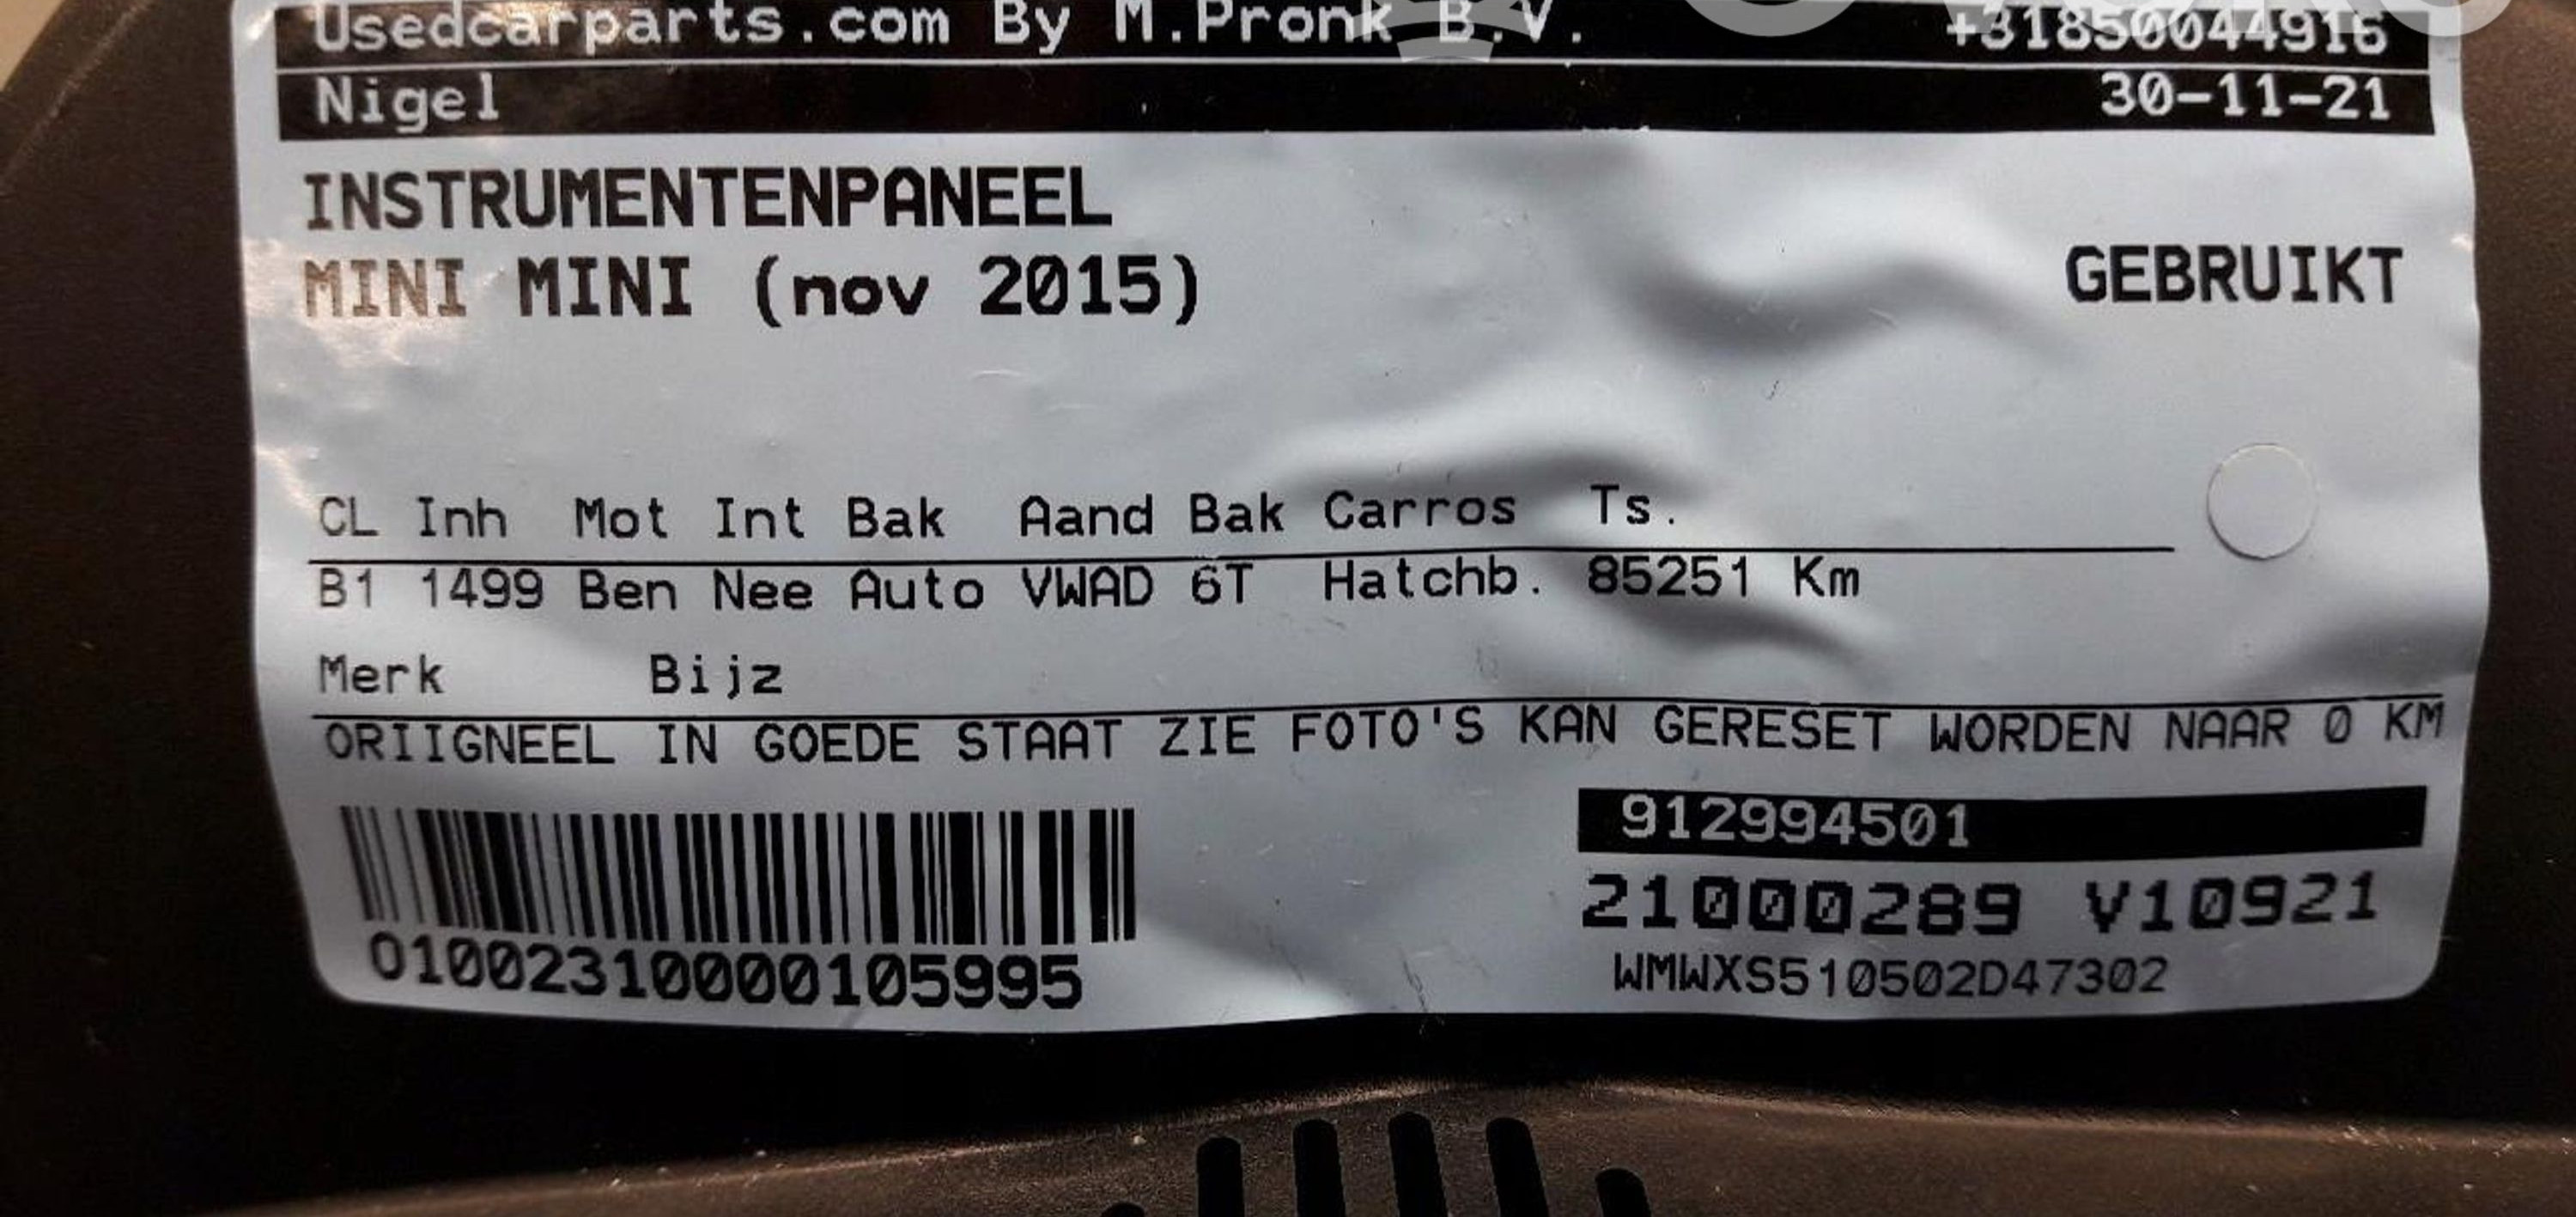 Usedcarparts.com By M.Pronk B.V. +31850044916
Nigel 30-11-21
INSTRUMENTENPANEEL
MINI MINI (nov 2015) GEBRUIKT
CL Inh Mot Int Bak Aand Bak Carros Ts.
B1 1499 Ben Nee Auto VWAD 6T Hatchb. 85251 Km
Merk Bijz
ORIIGNEEL IN GOEDE STAAT ZIE FOTO'S KAN GERESET WORDEN NAAR 0 KM
912994501
21000289 V10921
01002310000105995 WMWXS510502D47302